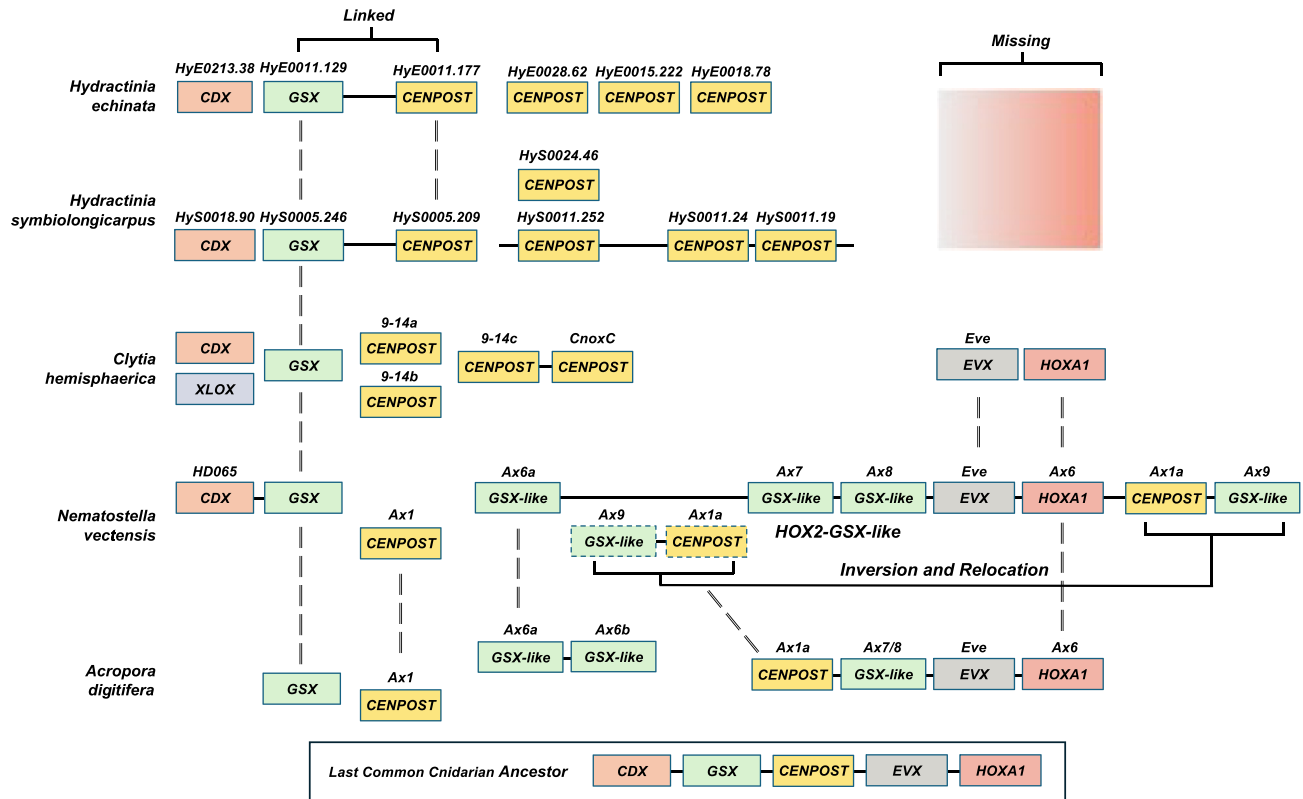 Linked
Missing
HyE0213.38 HyE0011.129 HyE0011.177 HyE0028.62 HyE0015.222 HyE0018.78
Hydractinia
echinata
CDX GSX CENPOST CENPOST CENPOST CENPOST
HyS0024.46
CENPOST
Hydractinia
symbiolongicarpus
HyS0018.90 HyS0005.246 HyS0005.209 HyS0011.252 HyS0011.24 HyS0011.19
CDX GSX CENPOST CENPOST CENPOST CENPOST
9-14a
9-14c CnoxC Eve
CDX CENPOST
Clytia
hemisphaerica
GSX CENPOST CENPOST EVX HOXA1
9-14b
XLOX CENPOST
HD065 Ax6a Ax7 Ax8 Eve Ax6 Ax1a Ax9
CDX GSX GSX-like GSX-like GSX-like EVX HOXA1 CENPOST GSX-like
Nematostella
vectensis
Ax1 Ax9 Ax1a
CENPOST GSX-like CENPOST
HOX2-GSX-like
Inversion and Relocation
Ax6a Ax6b Ax1a Ax7/8 Eve Ax6
GSX-like GSX-like CENPOST GSX-like EVX HOXA1
Acropora
digitifera
GSX
Ax1
CENPOST
Last Common Cnidarian Ancestor CDX GSX CENPOST EVX HOXA1